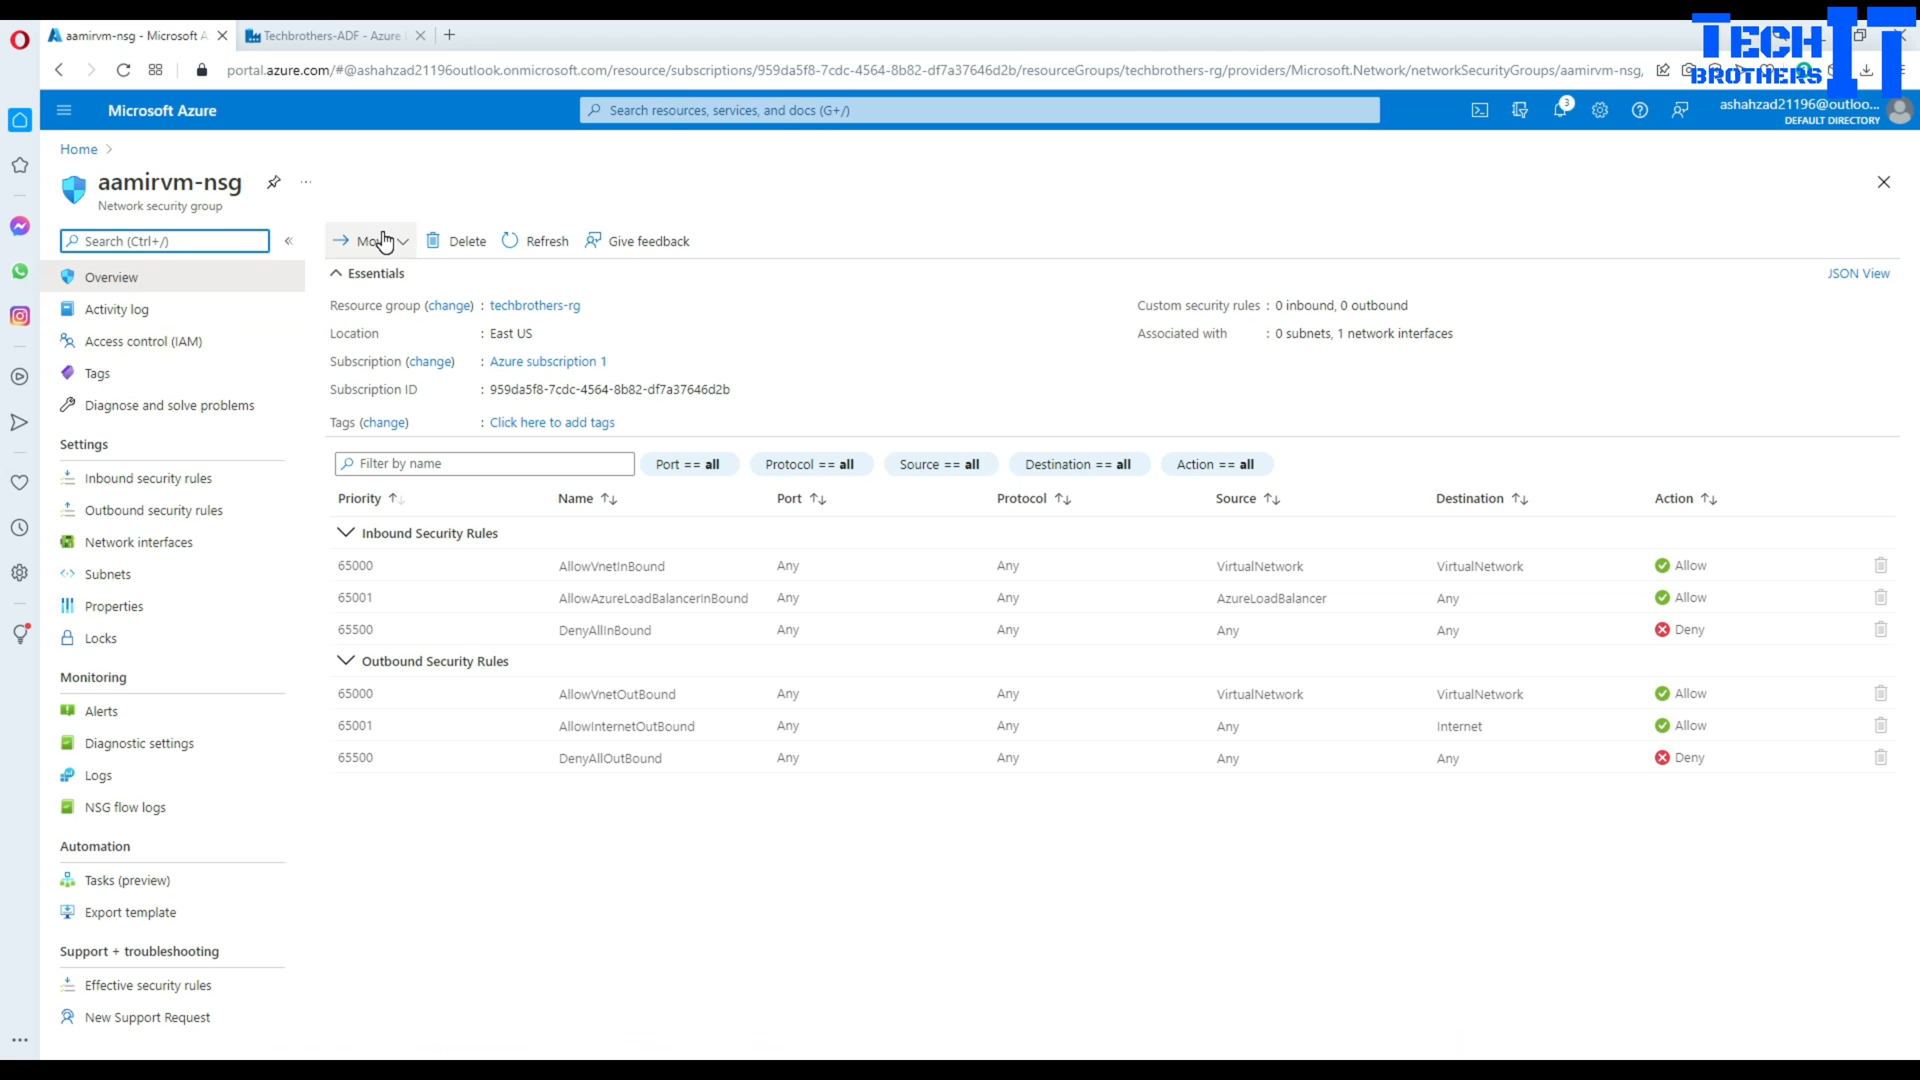 aamirvm-nsg - Microsoft A
Techbrothers-ADF - Azure
TECH IT
BROTHERS
portal.azure.com/#@ashahzad21196outlook.onmicrosoft.com/resource/subscriptions/959da5f8-7cdc-4564-8b82-df7a37646d2b/resourceGroups/techbrothers-rg/providers/Microsoft.Network/networkSecurityGroups/aamirvm-nsg,
Microsoft Azure
Search resources, services, and docs (G+/)
3
ashahzad21196@outloo...
DEFAULT DIRECTORY
Home >
aamirvm-nsg
Network security group
Search (Ctrl+/)
Delete
Refresh
Give feedback
Overview
Activity log
Access control (IAM)
Tags
Diagnose and solve problems
Settings
Inbound security rules
Outbound security rules
Network interfaces
Subnets
Properties
Locks
Monitoring
Alerts
Diagnostic settings
Logs
NSG flow logs
Automation
Tasks (preview)
Export template
Support + troubleshooting
Effective security rules
New Support Request
Essentials
JSON View
Resource group (change) : techbrothers-rg
Location : East US
Subscription (change) : Azure subscription 1
Subscription ID : 959da5f8-7cdc-4564-8b82-df7a37646d2b
Tags (change) : Click here to add tags
Custom security rules : 0 inbound, 0 outbound
Associated with : 0 subnets, 1 network interfaces
Filter by name
Port == all
Protocol == all
Source == all
Destination == all
Action == all
Priority Name Port Protocol Source Destination Action
Inbound Security Rules
65000 AllowVnetInBound Any Any VirtualNetwork VirtualNetwork Allow
65001 AllowAzureLoadBalancerInBound Any Any AzureLoadBalancer Any Allow
65500 DenyAllInBound Any Any Any Any Deny
Outbound Security Rules
65000 AllowVnetOutBound Any Any VirtualNetwork VirtualNetwork Allow
65001 AllowInternetOutBound Any Any Any Internet Allow
65500 DenyAllOutBound Any Any Any Any Deny